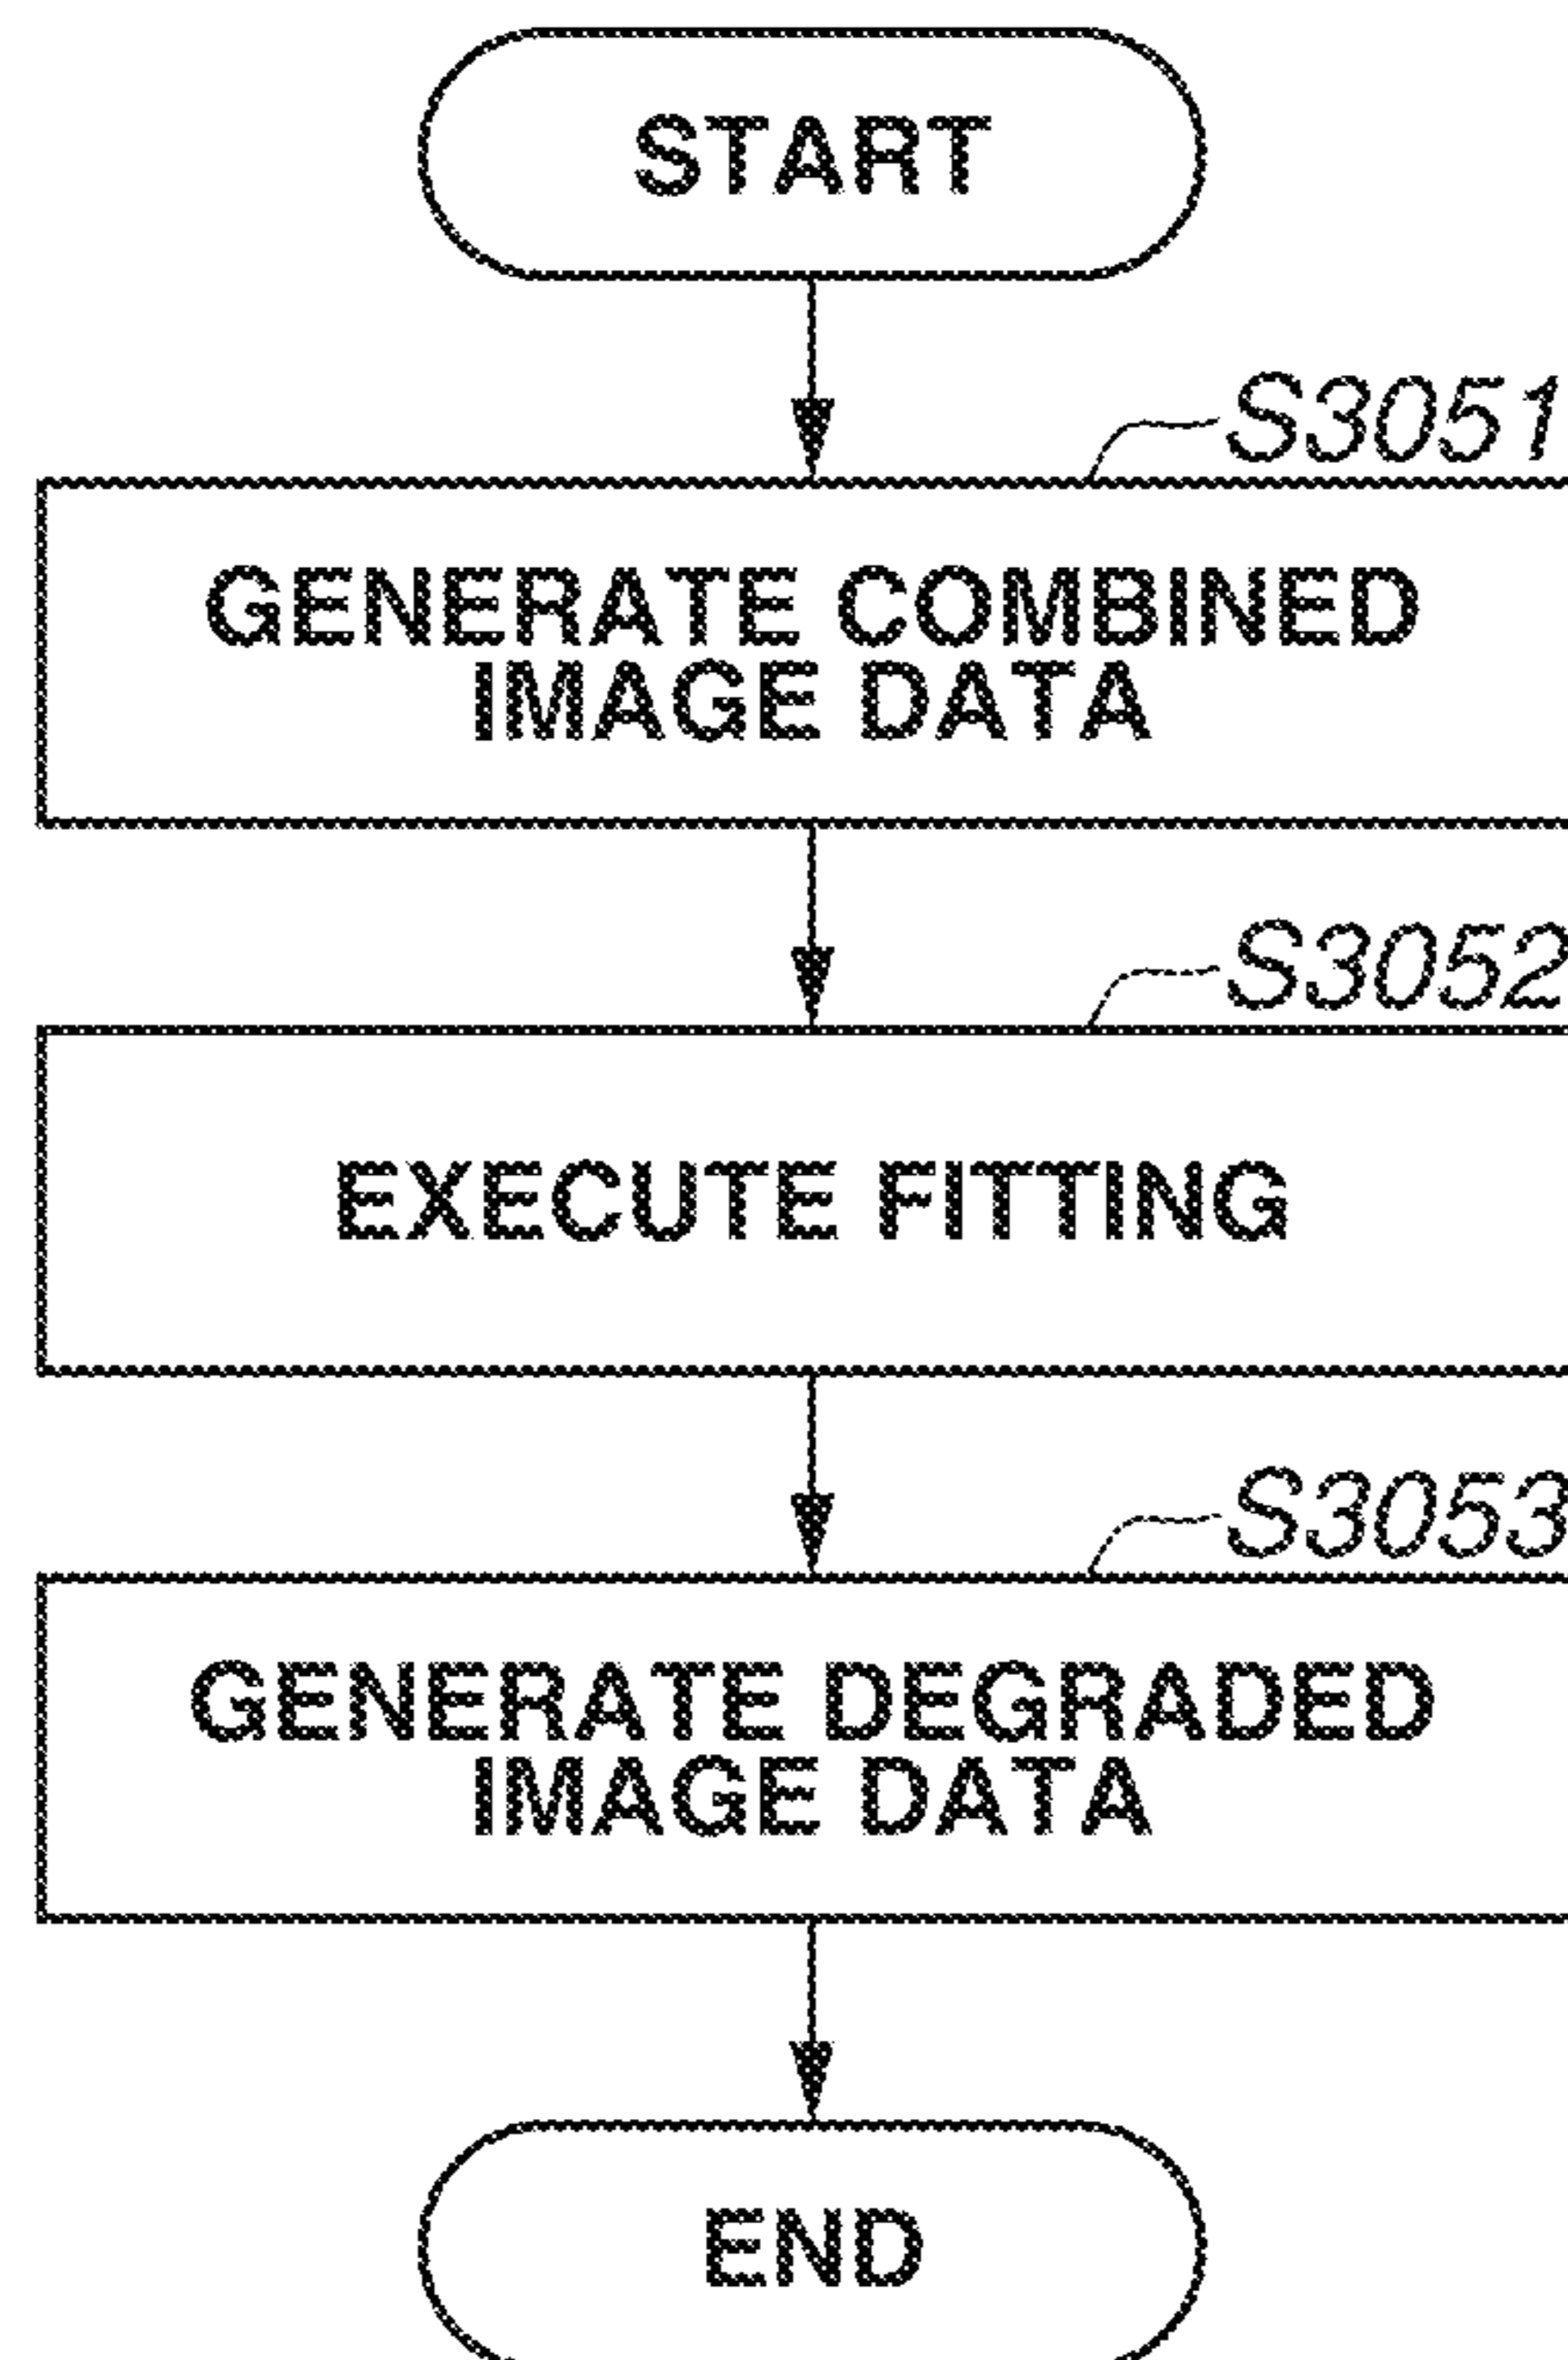 START
S3051
GENERATE COMBINED
IMAGE DATA
S3052
EXECUTE FITTING
S3053
GENERATE DEGRADED
IMAGE DATA
END